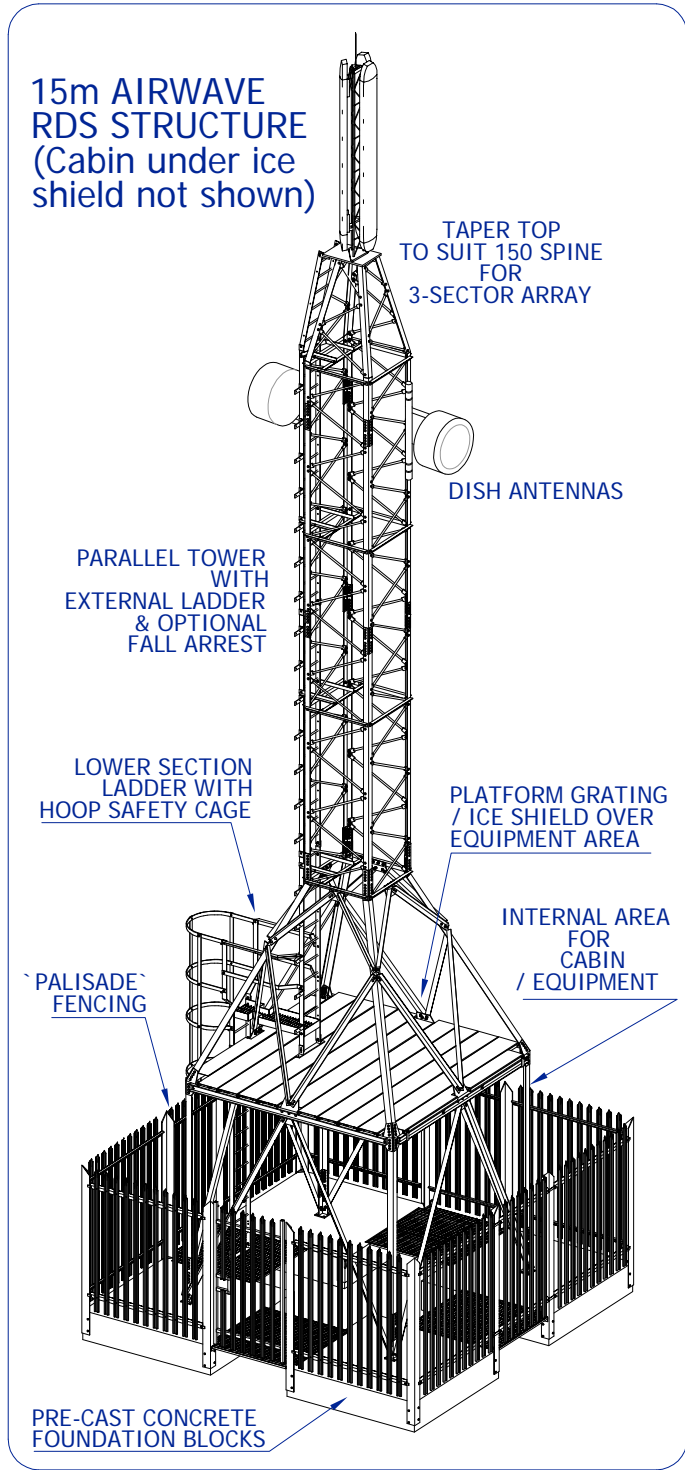 15m AIRWAVE
RDS STRUCTURE
(Cabin under ice
shield not shown)
TAPER TOP
TO SUIT 150 SPINE
FOR
3-SECTOR ARRAY
DISH ANTENNAS
PARALLEL TOWER
WITH
EXTERNAL LADDER
& OPTIONAL
FALL ARREST
LOWER SECTION
LADDER WITH
HOOP SAFETY CAGE
PLATFORM GRATING
/ ICE SHIELD OVER
EQUIPMENT AREA
INTERNAL AREA
FOR
CABIN
/ EQUIPMENT
`PALISADE`
FENCING
PRE-CAST CONCRETE
FOUNDATION BLOCKS